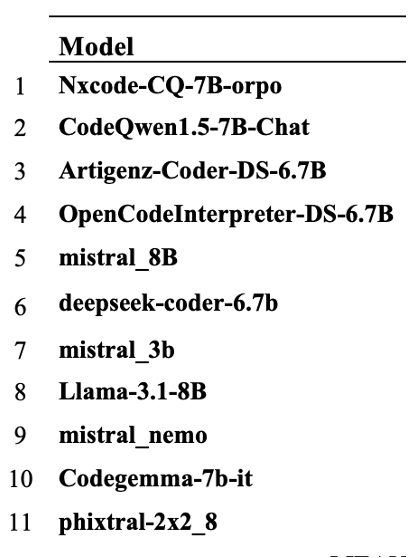 Model
1 Nxcode-CQ-7B-orpo
2 CodeQwen1.5-7B-Chat
3 Artigenz-Coder-DS-6.7B
4 OpenCodeInterpreter-DS-6.7B
5 mistral_8B
6 deepseek-coder-6.7b
7 mistral_3b
8 Llama-3.1-8B
9 mistral_nemo
10 Codegemma-7b-it
11 phixtral-2x2_8